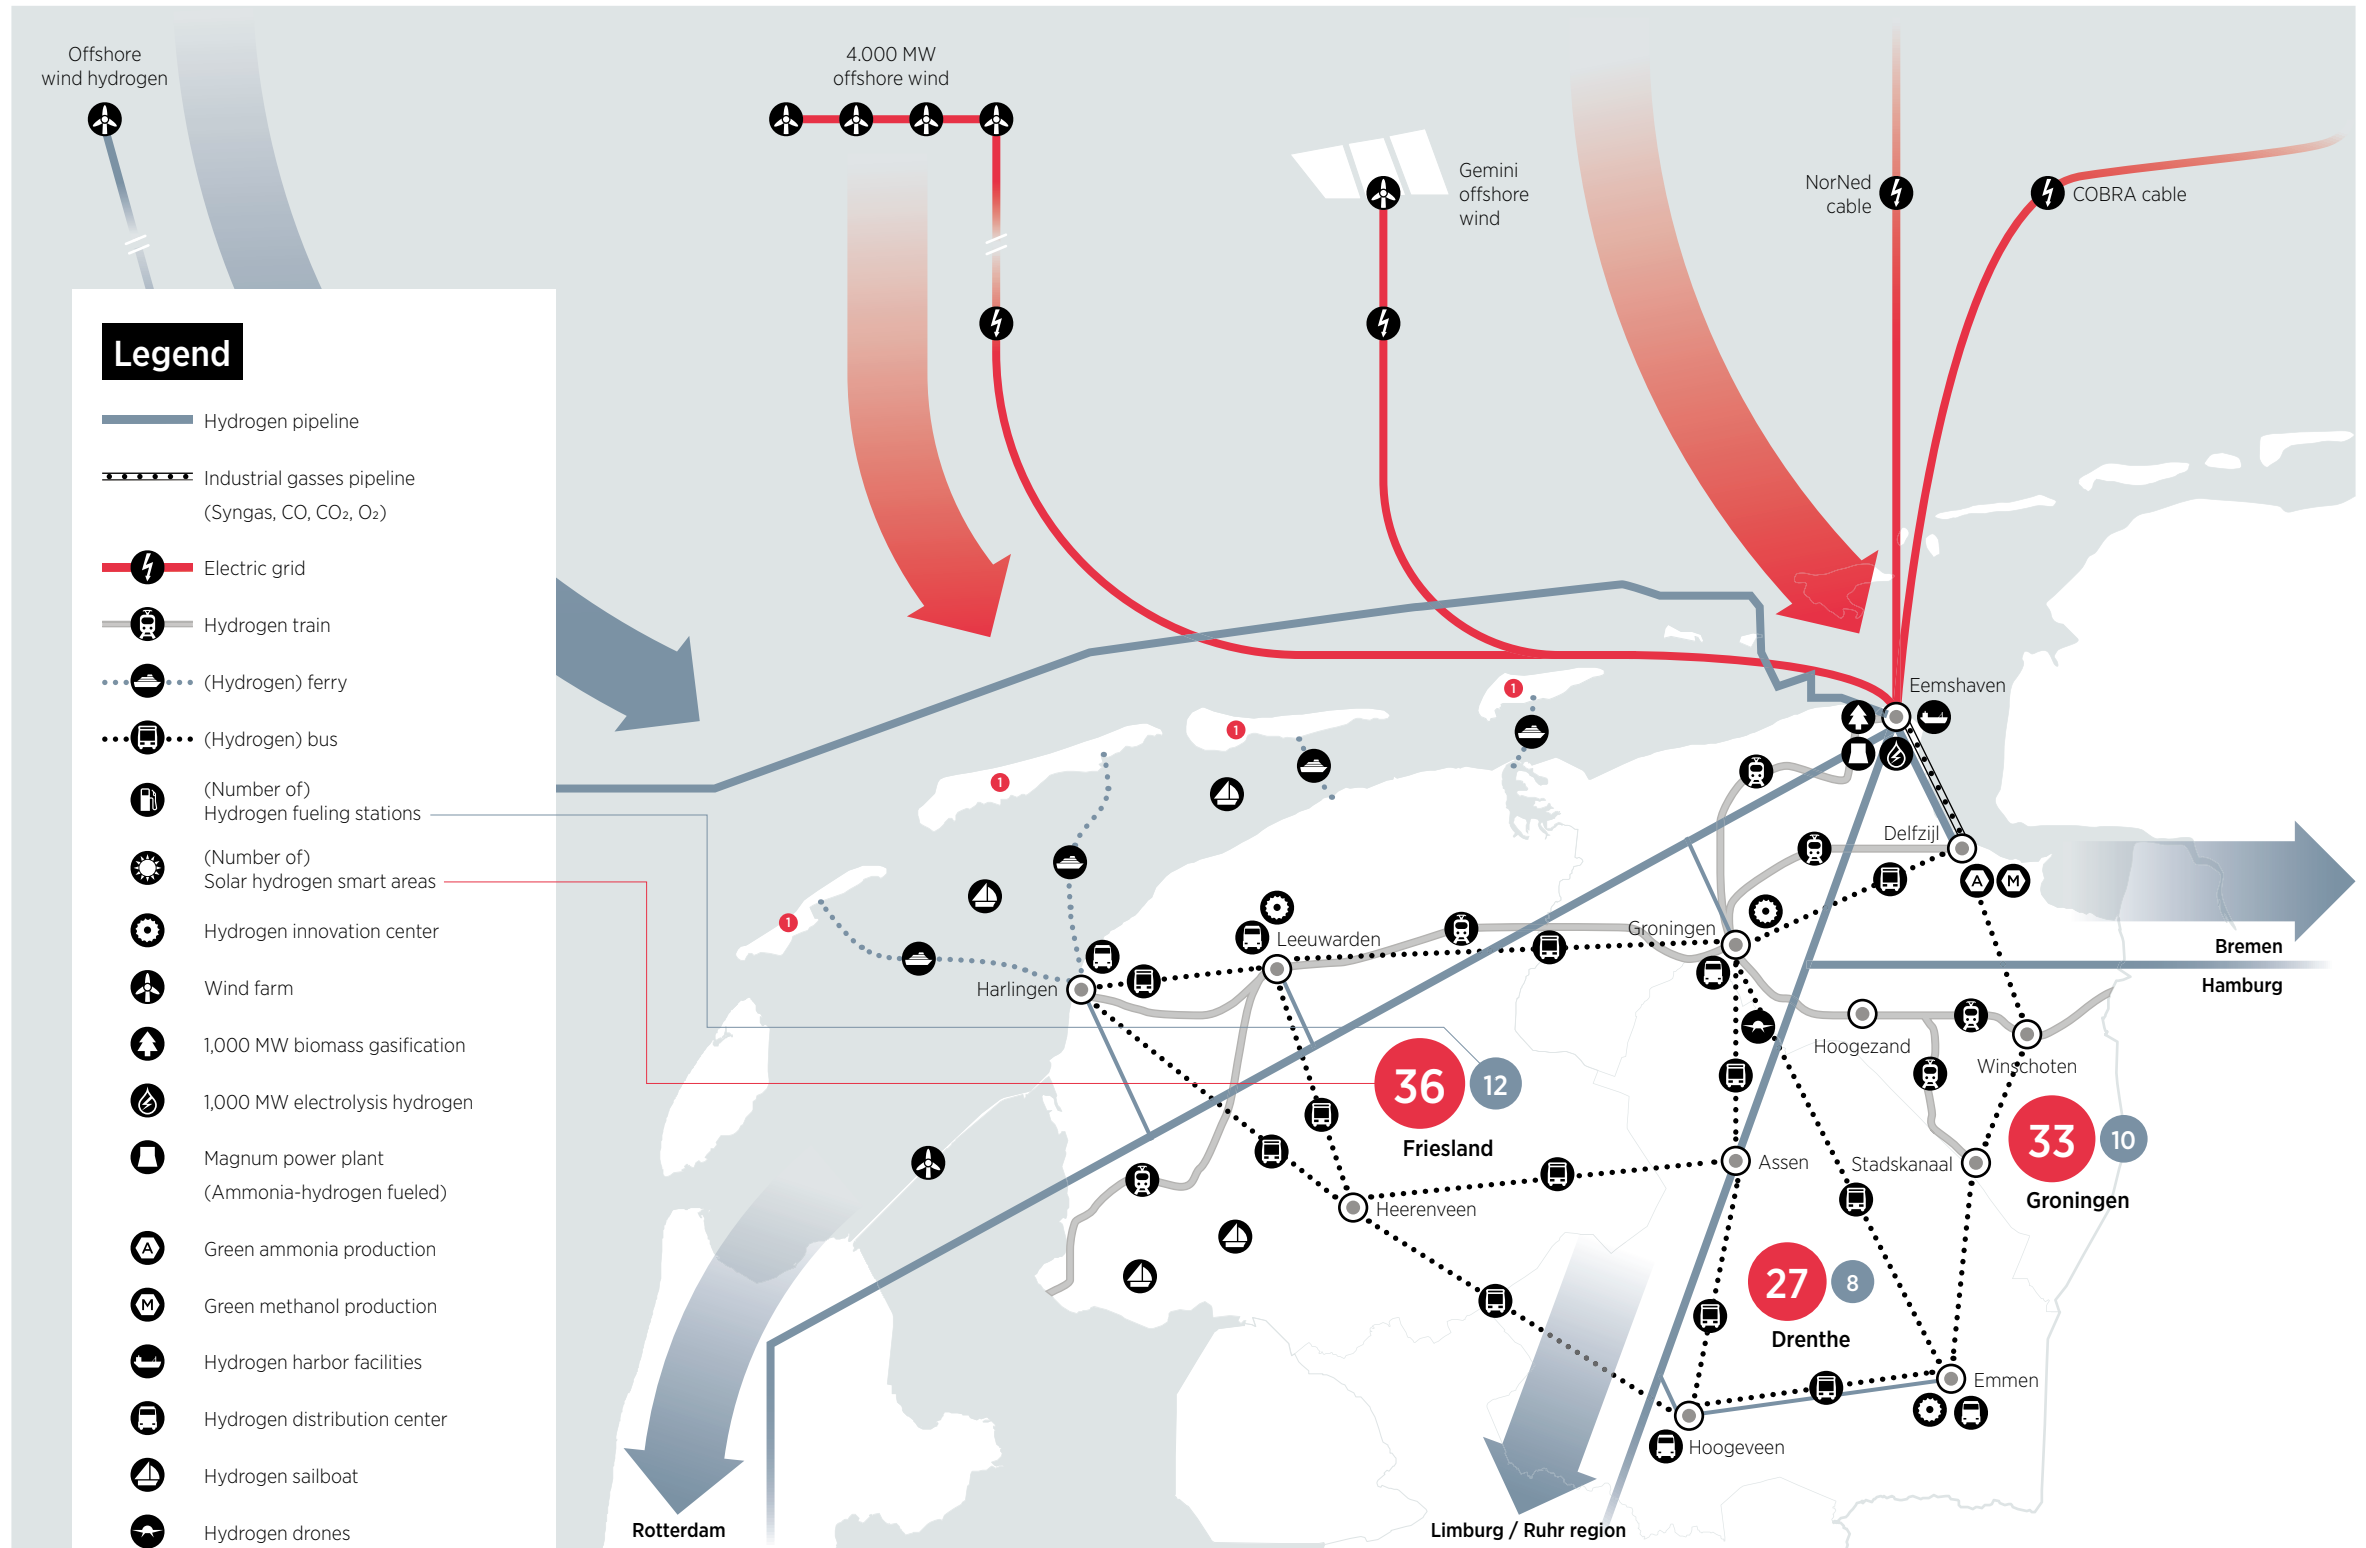 Offshore
wind hydrogen
4.000 MW
offshore wind
Gemini
offshore
wind
NorNed
cable
COBRA cable
Legend
Hydrogen pipeline
Industrial gasses pipeline
(Syngas, CO, CO₂, O₂)
Electric grid
Hydrogen train
(Hydrogen) ferry
(Hydrogen) bus
(Number of)
Hydrogen fueling stations
(Number of)
Solar hydrogen smart areas
Hydrogen innovation center
Wind farm
1,000 MW biomass gasification
1,000 MW electrolysis hydrogen
Magnum power plant
(Ammonia-hydrogen fueled)
A
Green ammonia production
M
Green methanol production
Hydrogen harbor facilities
Hydrogen distribution center
Hydrogen sailboat
Hydrogen drones
Eemshaven
1
1
1
1
Delfzijl
A
M
Groningen
Leeuwarden
Harlingen
Bremen
Hamburg
Hoogezand
Winschoten
36
12
Friesland
33
10
Groningen
Assen
Stadskanaal
Heerenveen
27
8
Drenthe
Emmen
Hoogeveen
Rotterdam
Limburg / Ruhr region